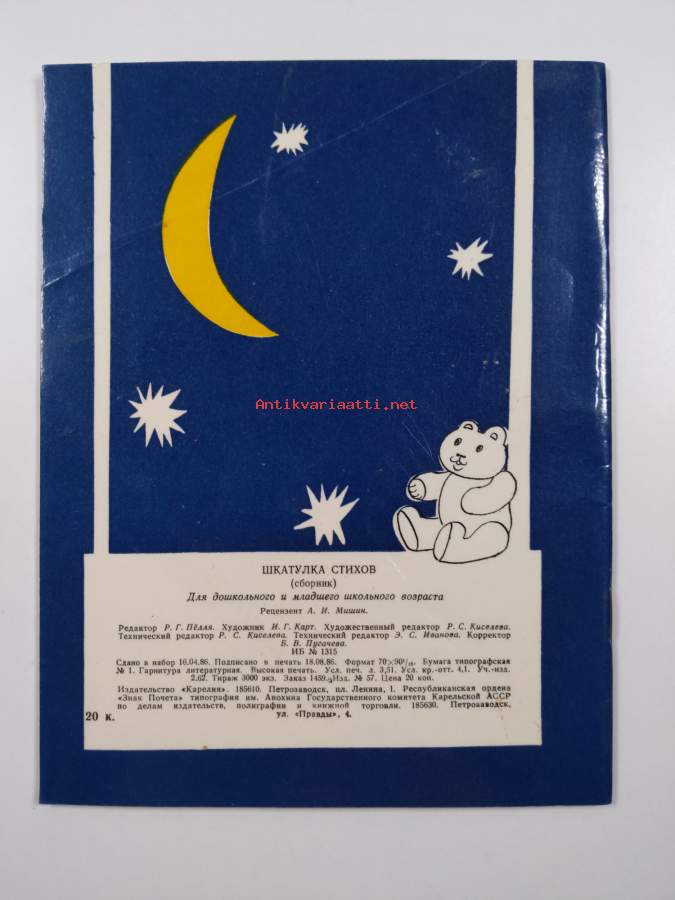 Antikvariaatti.net
ШКАТУЛКА СТИХОВ
(сборник)
Для дошкольного и младшего школьного возраста
Рецензент А. И. Мишин.
Редактор Р. Г. Пёлля. Художник И. Г. Карт. Художественный редактор Р. С. Киселева.
Технический редактор Р. С. Киселева. Технический редактор Э. С. Иванова. Корректор
Б. В. Пугачева.
ИБ № 1315
Сдано в набор 16.04.86. Подписано в печать 18.08.86. Формат 70×90¹/₁₆. Бумага типографская
№ 1. Гарнитура литературная. Высокая печать. Усл. печ. л. 3,51. Усл. кр.-отт. 4,1. Уч.-изд.
2,62. Тираж 3000 экз. Заказ 1459. Изд. № 57. Цена 20 коп.
Издательство «Карелия». 185610. Петрозаводск, пл. Ленина, 1. Республиканская ордена
«Знак Почета» типография им. Анохина Государственного комитета Карельской АССР
по делам издательств, полиграфии и книжной торговли. 185630. Петрозаводск,
ул. «Правды», 4.
20 к.